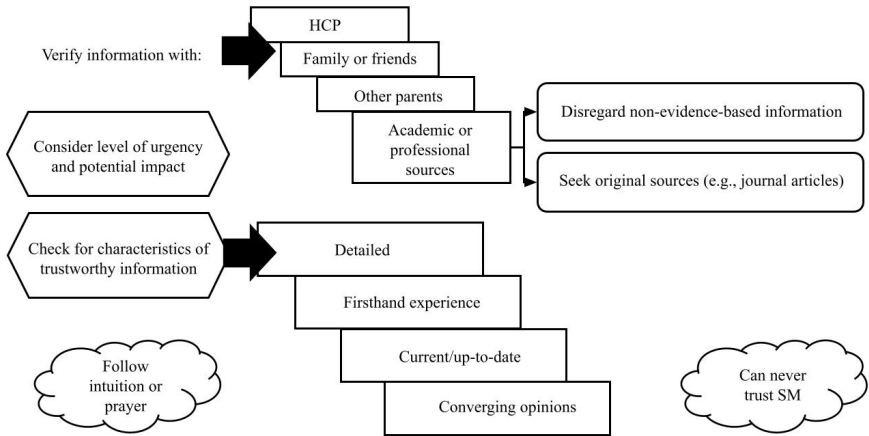 Verify information with:
HCP
Family or friends
Other parents
Academic or
professional
sources
Disregard non-evidence-based information
Seek original sources (e.g., journal articles)
Consider level of urgency
and potential impact
Check for characteristics of
trustworthy information
Detailed
Firsthand experience
Current/up-to-date
Converging opinions
Follow
intuition or
prayer
Can never
trust SM